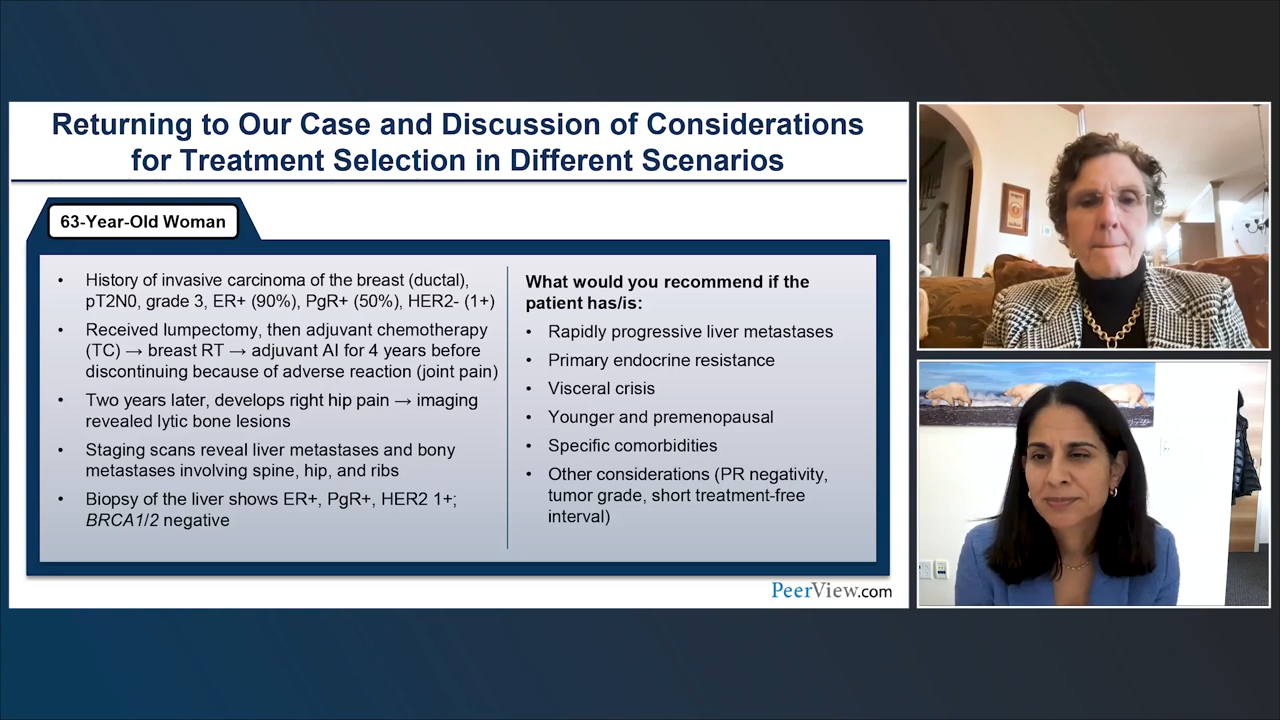 Returning to Our Case and Discussion of Considerations
for Treatment Selection in Different Scenarios
63-Year-Old Woman
• History of invasive carcinoma of the breast (ductal),
pT2N0, grade 3, ER+ (90%), PgR+ (50%), HER2- (1+)
• Received lumpectomy, then adjuvant chemotherapy
(TC) → breast RT → adjuvant AI for 4 years before
discontinuing because of adverse reaction (joint pain)
• Two years later, develops right hip pain → imaging
revealed lytic bone lesions
• Staging scans reveal liver metastases and bony
metastases involving spine, hip, and ribs
• Biopsy of the liver shows ER+, PgR+, HER2 1+;
BRCA1/2 negative
What would you recommend if the
patient has/is:
• Rapidly progressive liver metastases
• Primary endocrine resistance
• Visceral crisis
• Younger and premenopausal
• Specific comorbidities
• Other considerations (PR negativity,
tumor grade, short treatment-free
interval)
PeerView.com